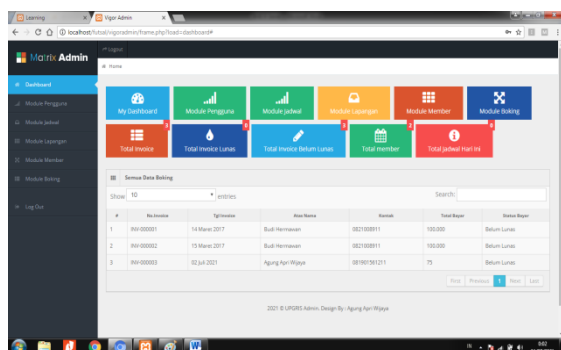 Learning
Vigor Admin
localhost/futsal/vigoradmin/frame.php?load=dashboard#
Matrix Admin
Logout
Home
Dashboard
Module Pengguna
Module Jadwal
Module Lapangan
Module Member
Module Boking
Log Out
My Dashboard
Module Pengguna
Module Jadwal
Module Lapangan
Module Member
Module Boking
Total Invoice
Total Invoice Lunas
Total Invoice Belum Lunas
Total member
Total Jadwal Hari Ini
Semua Data Boking
Show 10 entries
Search:
# No.Invoice Tgl Invoice Atas Nama Kontak Total Bayar Status Bayar
1 INV-000001 14 Maret 2017 Budi Hermawan 0821008911 100.000 Belum Lunas
2 INV-000002 15 Maret 2017 Budi Hermawan 0821008911 100.000 Belum Lunas
3 INV-000003 02 Juli 2021 Agung Apri Wijaya 081901561211 75 Belum Lunas
First Previous 1 Next Last
2021 © UPGRIS Admin. Design By : Agung Apri Wijaya
IN
0:02